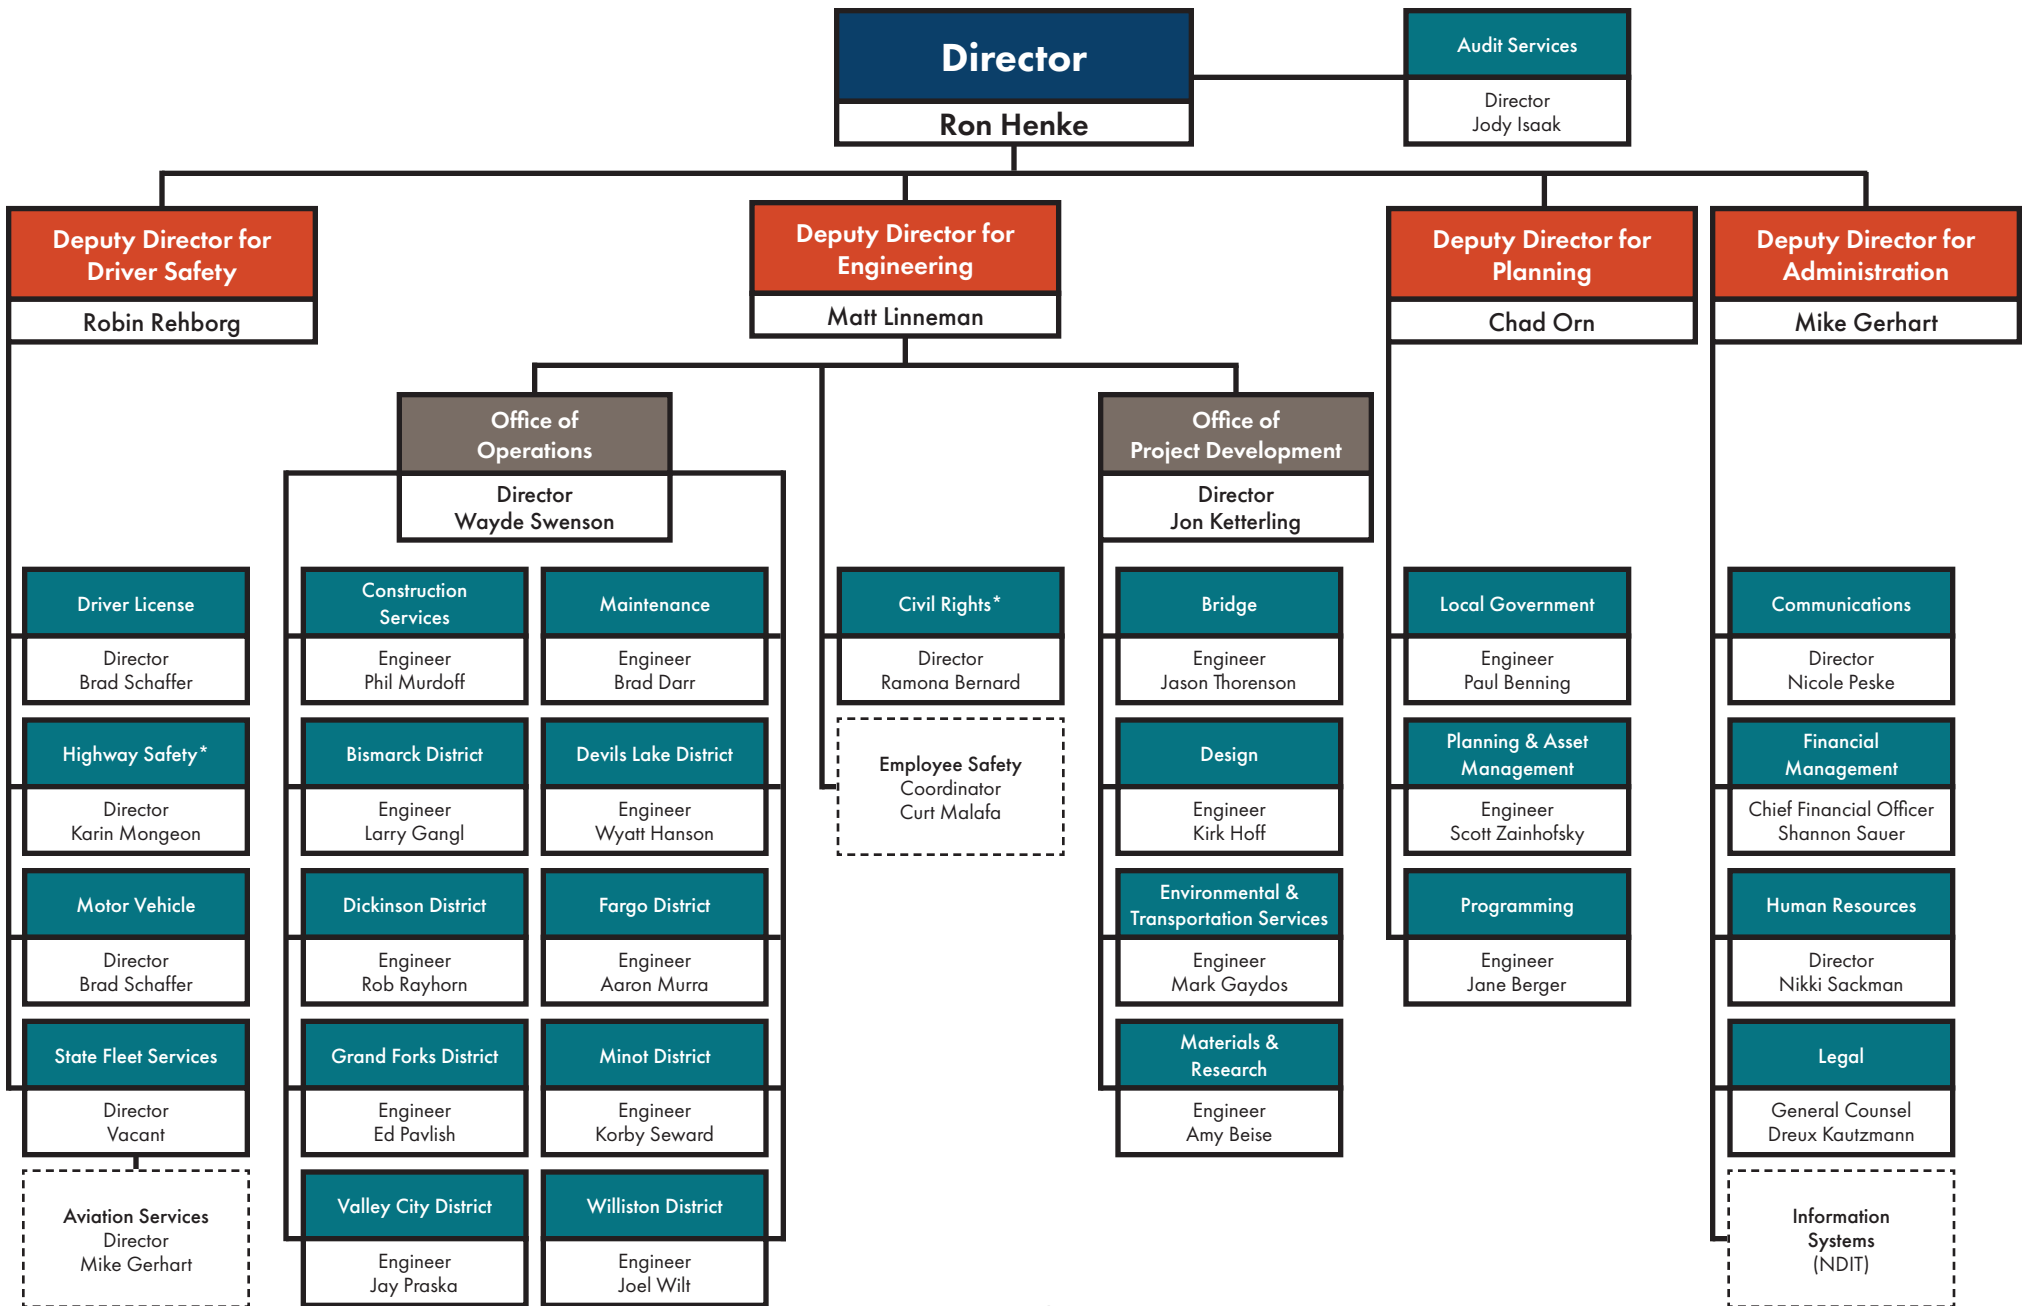 Director
Ron Henke
Audit Services
Director
Jody Isaak
Deputy Director for
Driver Safety
Robin Rehborg
Deputy Director for
Engineering
Matt Linneman
Deputy Director for
Planning
Chad Orn
Deputy Director for
Administration
Mike Gerhart
Office of
Operations
Director
Wayde Swenson
Office of
Project Development
Director
Jon Ketterling
Driver License
Director
Brad Schaffer
Highway Safety*
Director
Karin Mongeon
Motor Vehicle
Director
Brad Schaffer
State Fleet Services
Director
Vacant
Aviation Services
Director
Mike Gerhart
Construction
Services
Engineer
Phil Murdoff
Maintenance
Engineer
Brad Darr
Bismarck District
Engineer
Larry Gangl
Devils Lake District
Engineer
Wyatt Hanson
Dickinson District
Engineer
Rob Rayhorn
Fargo District
Engineer
Aaron Murra
Grand Forks District
Engineer
Ed Pavlish
Minot District
Engineer
Korby Seward
Valley City District
Engineer
Jay Praska
Williston District
Engineer
Joel Wilt
Civil Rights*
Director
Ramona Bernard
Employee Safety
Coordinator
Curt Malafa
Bridge
Engineer
Jason Thorenson
Design
Engineer
Kirk Hoff
Environmental &
Transportation Services
Engineer
Mark Gaydos
Materials &
Research
Engineer
Amy Beise
Local Government
Engineer
Paul Benning
Planning & Asset
Management
Engineer
Scott Zainhofsky
Programming
Engineer
Jane Berger
Communications
Director
Nicole Peske
Financial
Management
Chief Financial Officer
Shannon Sauer
Human Resources
Director
Nikki Sackman
Legal
General Counsel
Dreux Kautzmann
Information
Systems
(NDIT)